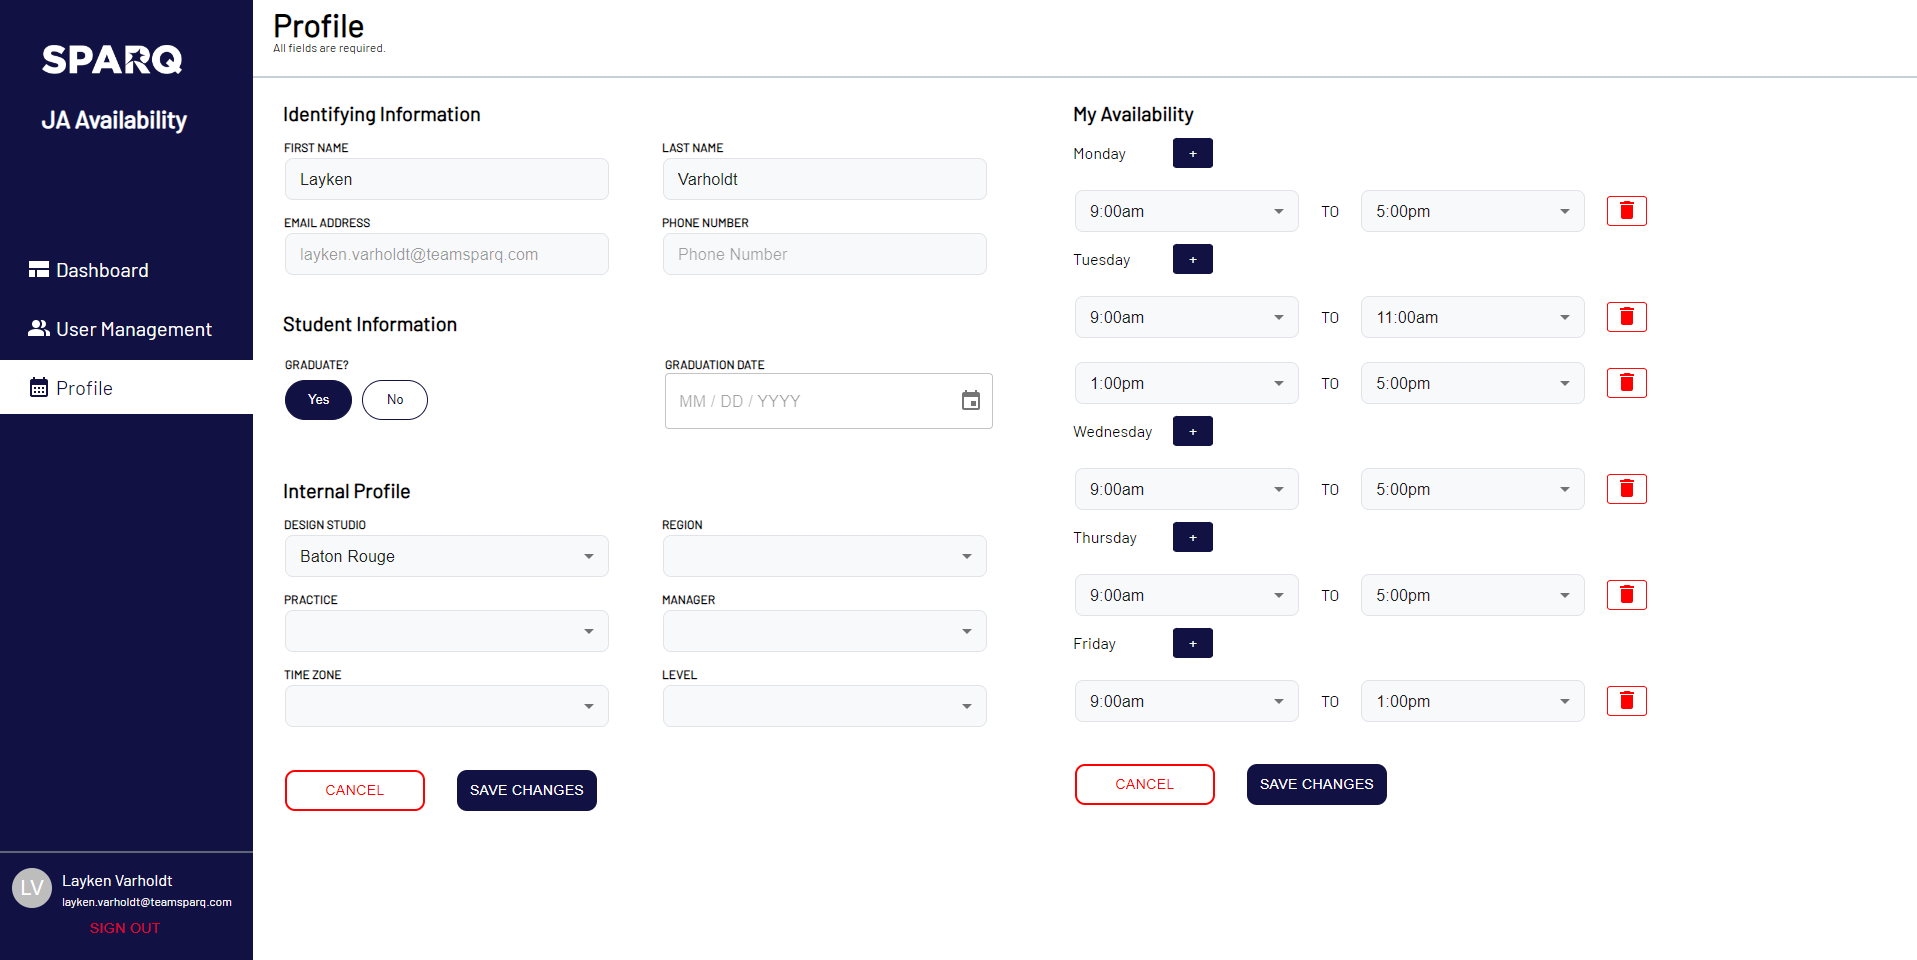 SPARQ
JA Availability
Dashboard
User Management
Profile
LV
Layken Varholdt
layken.varholdt@teamsparq.com
SIGN OUT
Profile
All fields are required.
Identifying Information
FIRST NAME
LAST NAME
Layken
Varholdt
EMAIL ADDRESS
PHONE NUMBER
layken.varholdt@teamsparq.com
Phone Number
Student Information
GRADUATE?
GRADUATION DATE
Yes
No
MM / DD / YYYY
Internal Profile
DESIGN STUDIO
REGION
Baton Rouge
PRACTICE
MANAGER
TIME ZONE
LEVEL
CANCEL
SAVE CHANGES
My Availability
Monday +
9:00am TO 5:00pm
Tuesday +
9:00am TO 11:00am
1:00pm TO 5:00pm
Wednesday +
9:00am TO 5:00pm
Thursday +
9:00am TO 5:00pm
Friday +
9:00am TO 1:00pm
CANCEL
SAVE CHANGES